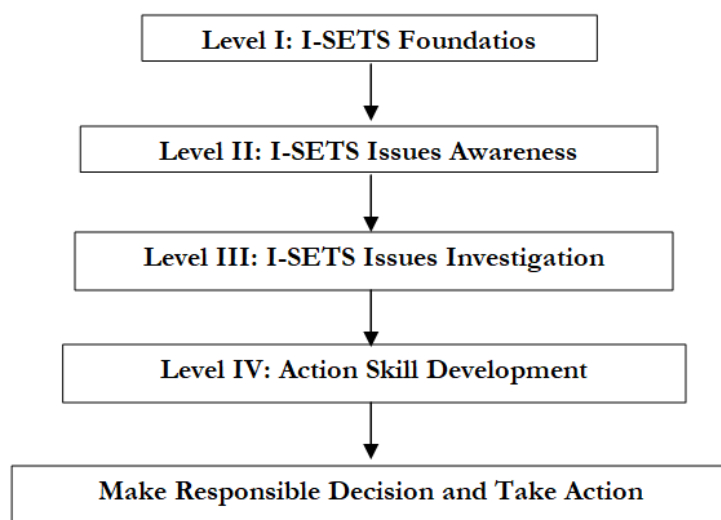 Level I: I-SETS Foundatios
Level II: I-SETS Issues Awareness
Level III: I-SETS Issues Investigation
Level IV: Action Skill Development
Make Responsible Decision and Take Action